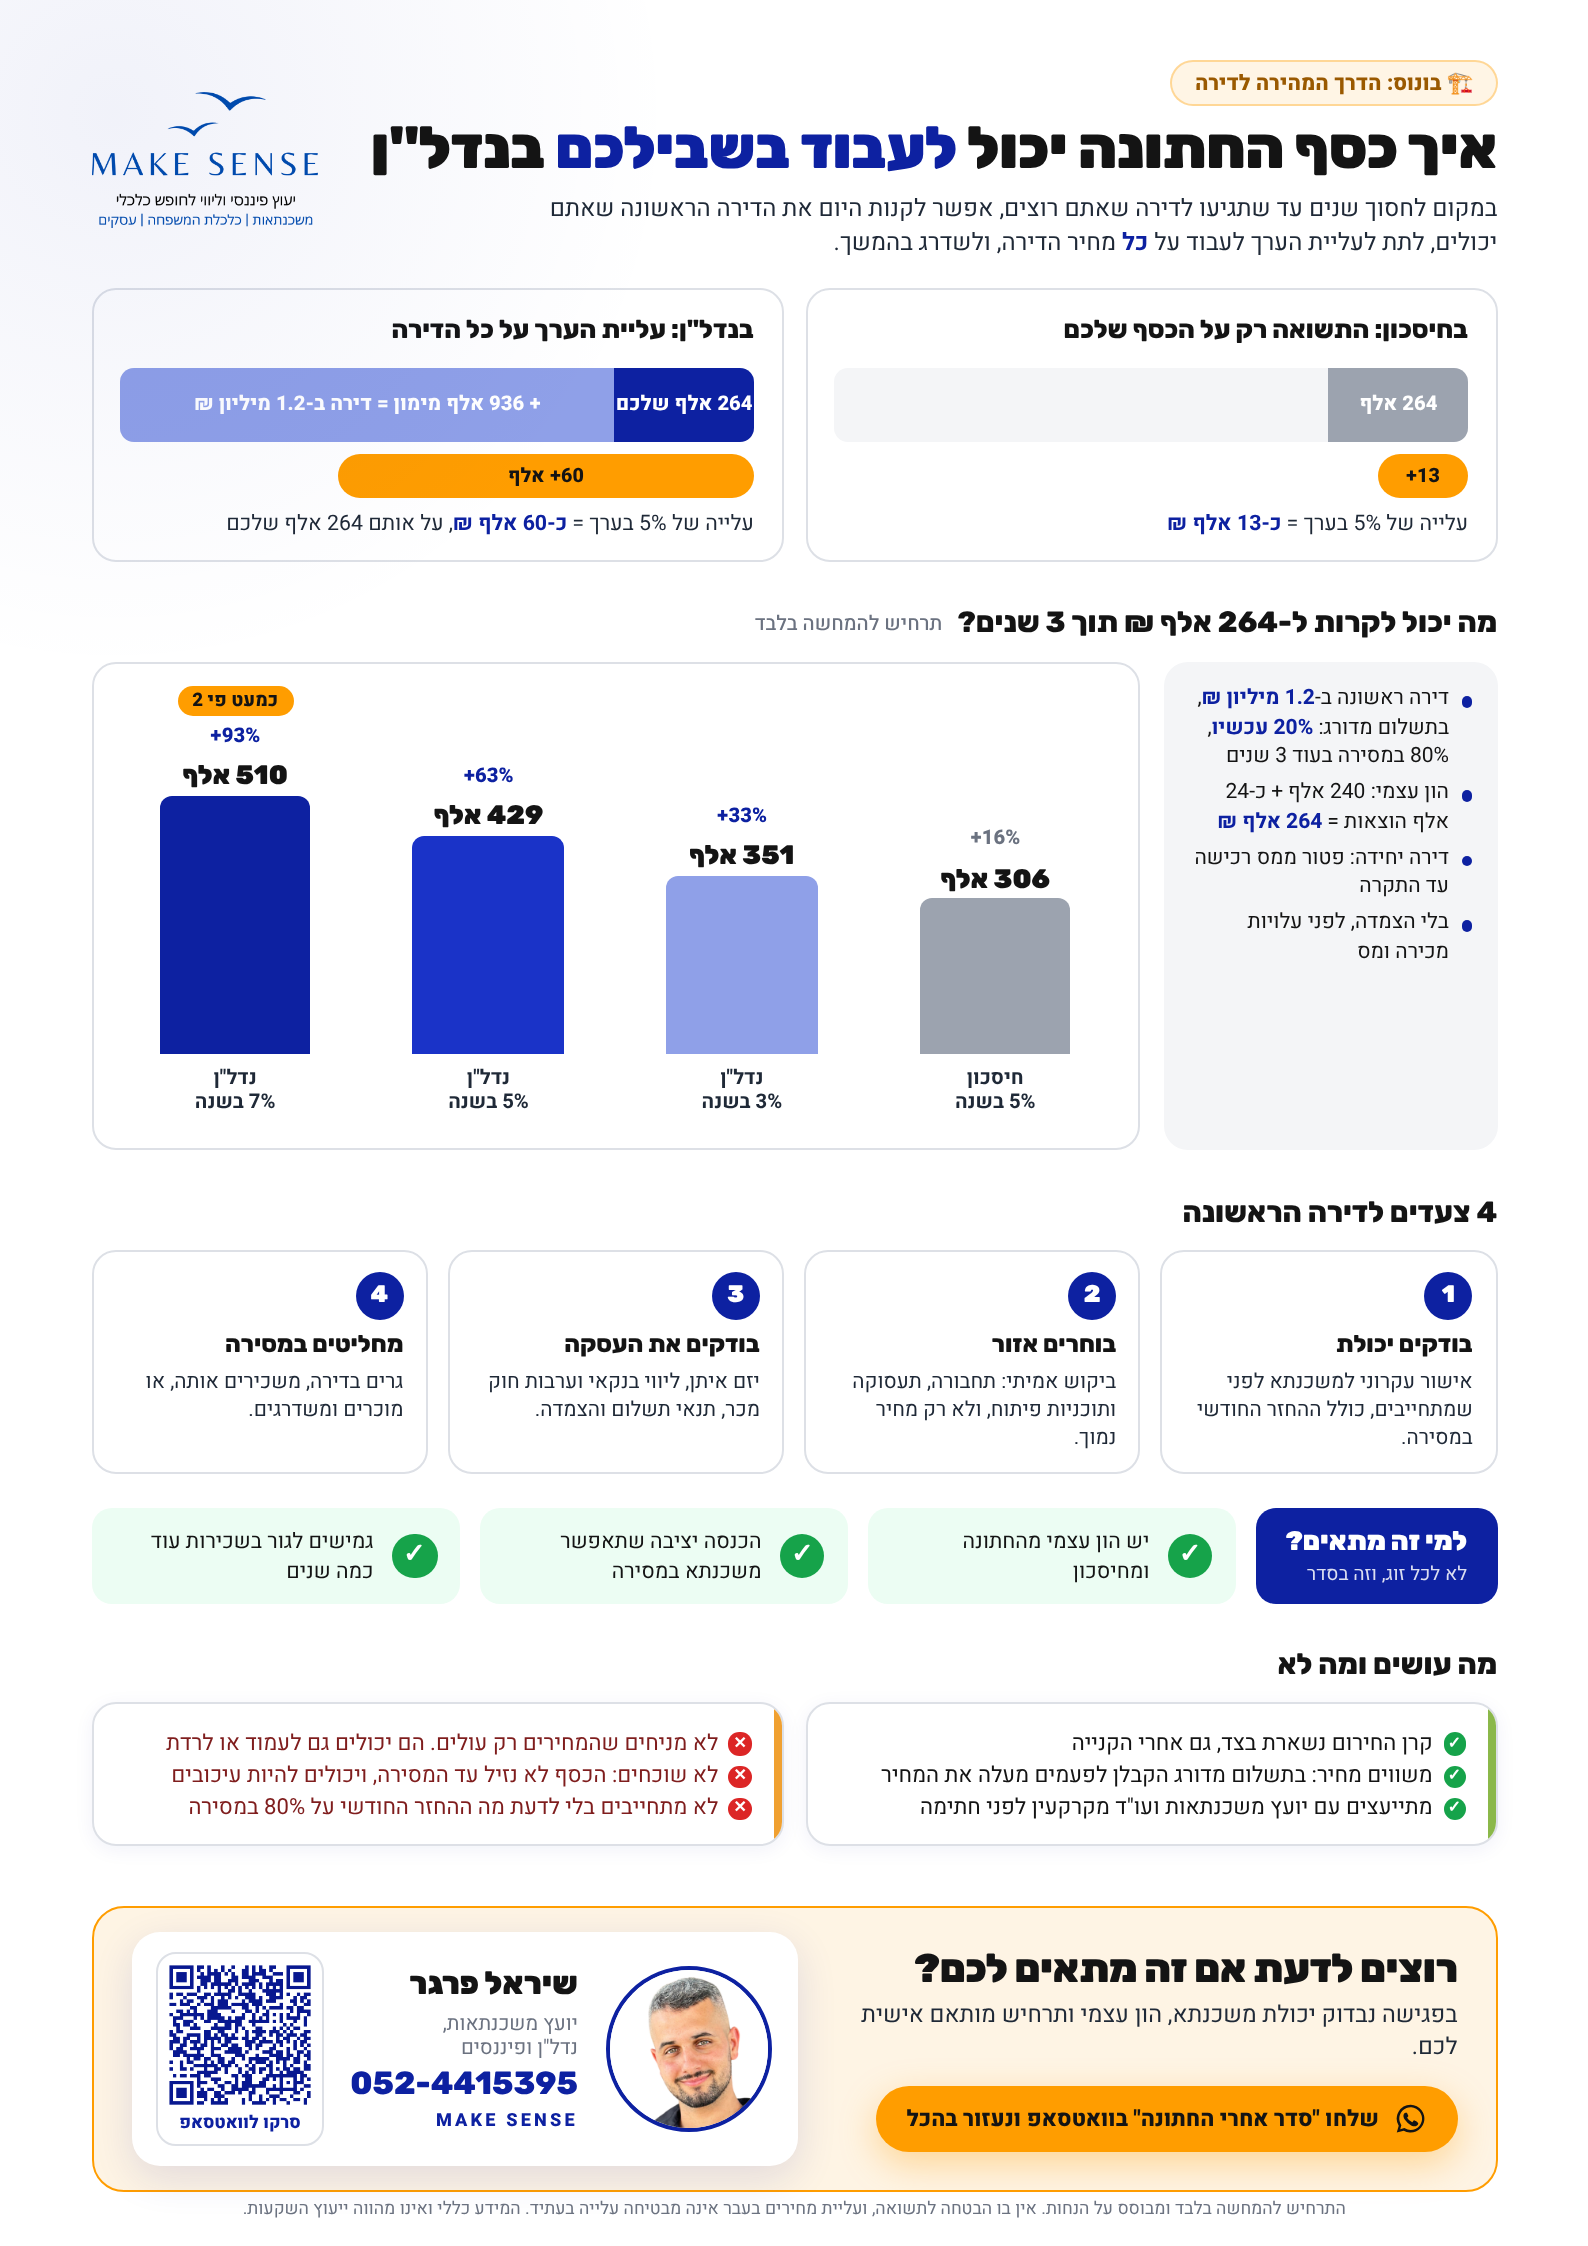 🏗️ בונוס: הדרך המהירה לדירה
איך כסף החתונה יכול לעבוד בשבילכם בנדל"ן
במקום לחסוך שנים עד שתגיעו לדירה שאתם רוצים, אפשר לקנות היום את הדירה הראשונה שאתם
יכולים, לתת לעליית הערך לעבוד על כל מחיר הדירה, ולשדרג בהמשך.
MAKE SENSE
יעוץ פיננסי וליווי לחופש כלכלי
משכנתאות | כלכלת המשפחה | עסקים
בחיסכון: התשואה רק על הכסף שלכם
264 אלף
+13
עלייה של 5% בערך = כ-13 אלף ₪
בנדל"ן: עליית הערך על כל הדירה
264 אלף שלכם
+ 936 אלף מימון = דירה ב-1.2 מיליון ₪
+60 אלף
עלייה של 5% בערך = כ-60 אלף ₪, על אותם 264 אלף שלכם
מה יכול לקרות ל-264 אלף ₪ תוך 3 שנים? תרחיש להמחשה בלבד
דירה ראשונה ב-1.2 מיליון ₪,
בתשלום מדורג: 20% עכשיו,
80% במסירה בעוד 3 שנים
הון עצמי: 240 אלף + כ-24
אלף הוצאות = 264 אלף ₪
דירה יחידה: פטור ממס רכישה
עד התקרה
בלי הצמדה, לפני עלויות
מכירה ומס
+16%
306 אלף
חיסכון
5% בשנה
+33%
351 אלף
נדל"ן
3% בשנה
+63%
429 אלף
נדל"ן
5% בשנה
כמעט פי 2
+93%
510 אלף
נדל"ן
7% בשנה
4 צעדים לדירה הראשונה
1
בודקים יכולת
אישור עקרוני למשכנתא לפני
שמתחייבים, כולל ההחזר החודשי
במסירה.
2
בוחרים אזור
ביקוש אמיתי: תחבורה, תעסוקה
ותוכניות פיתוח, ולא רק מחיר
נמוך.
3
בודקים את העסקה
יזם איתן, ליווי בנקאי וערבות חוק
מכר, תנאי תשלום והצמדה.
4
מחליטים במסירה
גרים בדירה, משכירים אותה, או
מוכרים ומשדרגים.
למי זה מתאים?
לא לכל זוג, וזה בסדר
✓ יש הון עצמי מהחתונה
ומחיסכון
✓ הכנסה יציבה שתאפשר
משכנתא במסירה
✓ גמישים לגור בשכירות עוד
כמה שנים
מה עושים ומה לא
✓ קרן החירום נשארת בצד, גם אחרי הקנייה
✓ משווים מחיר: בתשלום מדורג הקבלן לפעמים מעלה את המחיר
✓ מתייעצים עם יועץ משכנתאות ועו"ד מקרקעין לפני חתימה
✕ לא מניחים שהמחירים רק עולים. הם יכולים גם לעמוד או לרדת
✕ לא שוכחים: הכסף לא נזיל עד המסירה, ויכולים להיות עיכובים
✕ לא מתחייבים בלי לדעת מה ההחזר החודשי על 80% במסירה
רוצים לדעת אם זה מתאים לכם?
בפגישה נבדוק יכולת משכנתא, הון עצמי ותרחיש מותאם אישית
לכם.
שלחו "סדר אחרי החתונה" בוואטסאפ ונעזור בהכל
שיראל פרגר
יועץ משכנתאות,
נדל"ן ופיננסים
052-4415395
MAKE SENSE
סרקו לוואטסאפ
התרחיש להמחשה בלבד ומבוסס על הנחות. אין בו הבטחה לתשואה, ועליית מחירים בעבר אינה מבטיחה עלייה בעתיד. המידע כללי ואינו מהווה ייעוץ השקעות.